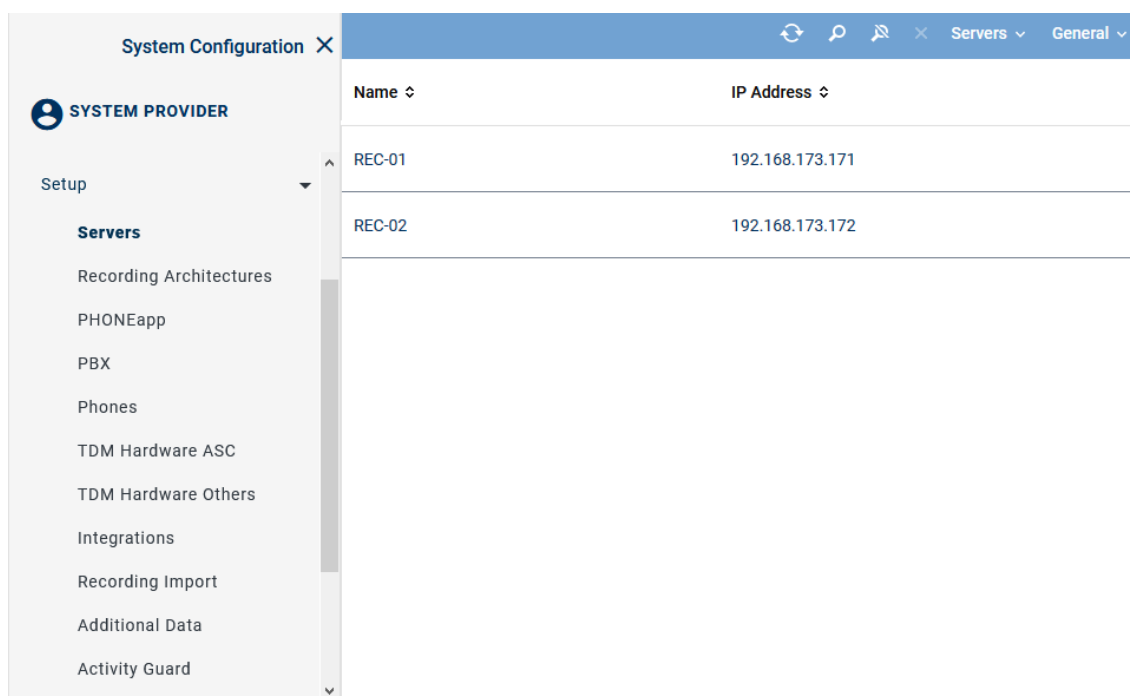 System Configuration
Servers General
SYSTEM PROVIDER
Name IP Address
REC-01 192.168.173.171
REC-02 192.168.173.172
Setup
Servers
Recording Architectures
PHONEapp
PBX
Phones
TDM Hardware ASC
TDM Hardware Others
Integrations
Recording Import
Additional Data
Activity Guard